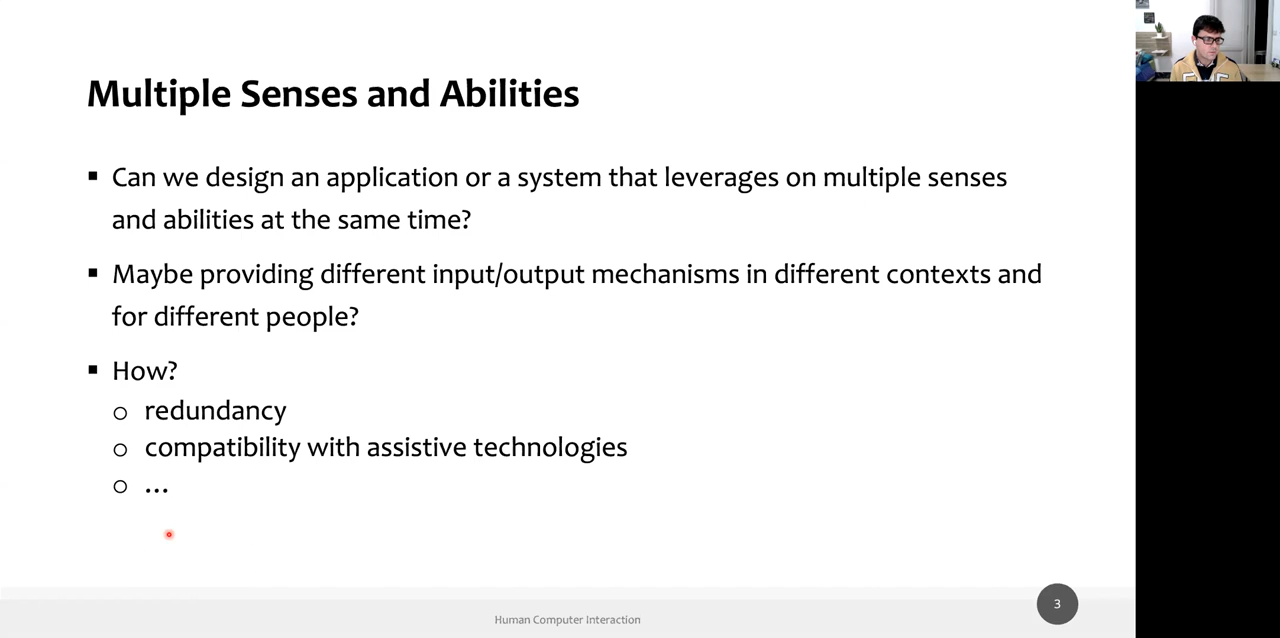 Multiple Senses and Abilities
▪ Can we design an application or a system that leverages on multiple senses
and abilities at the same time?
▪ Maybe providing different input/output mechanisms in different contexts and
for different people?
▪ How?
o redundancy
o compatibility with assistive technologies
o ...
Human Computer Interaction
3